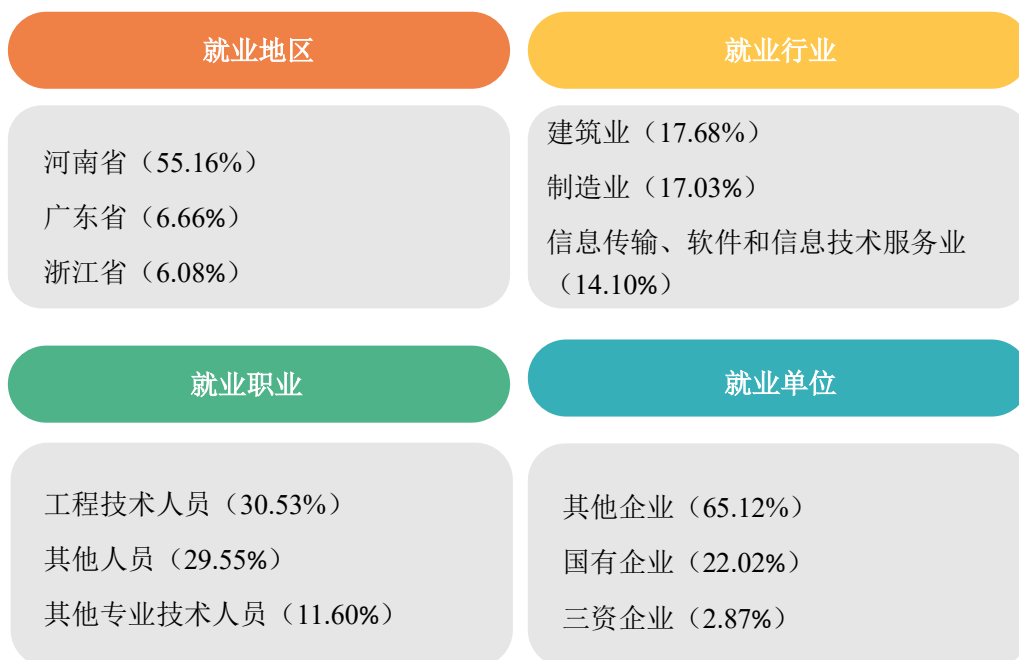 就业地区
河南省（55.16%）
广东省（6.66%）
浙江省（6.08%）
就业行业
建筑业（17.68%）
制造业（17.03%）
信息传输、软件和信息技术服务业
（14.10%）
就业职业
工程技术人员（30.53%）
其他人员（29.55%）
其他专业技术人员（11.60%）
就业单位
其他企业（65.12%）
国有企业（22.02%）
三资企业（2.87%）